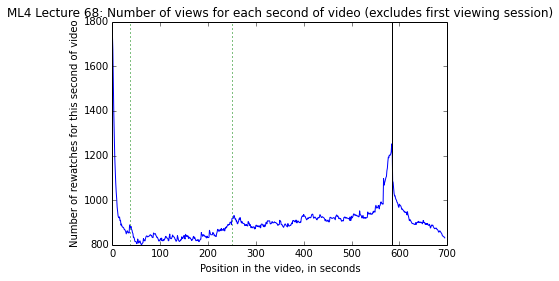 ML4 Lecture 68: Number of views for each second of video (excludes first viewing session)
Number of rewatches for this second of video
1800
1600
1400
1200
1000
800
0 100 200 300 400 500 600 700
Position in the video, in seconds